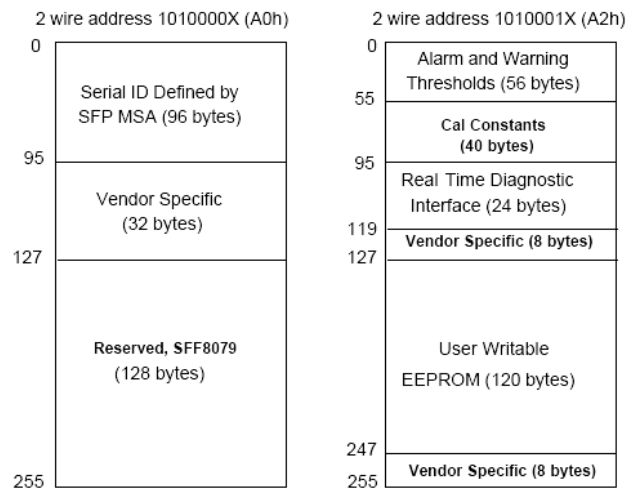 2 wire address 1010000X (A0h)
0
Serial ID Defined by
SFP MSA (96 bytes)
95
Vendor Specific
(32 bytes)
127
Reserved, SFF8079
(128 bytes)
255
2 wire address 1010001X (A2h)
0
Alarm and Warning
Thresholds (56 bytes)
55
Cal Constants
(40 bytes)
95
Real Time Diagnostic
Interface (24 bytes)
119
Vendor Specific (8 bytes)
127
User Writable
EEPROM (120 bytes)
247
Vendor Specific (8 bytes)
255